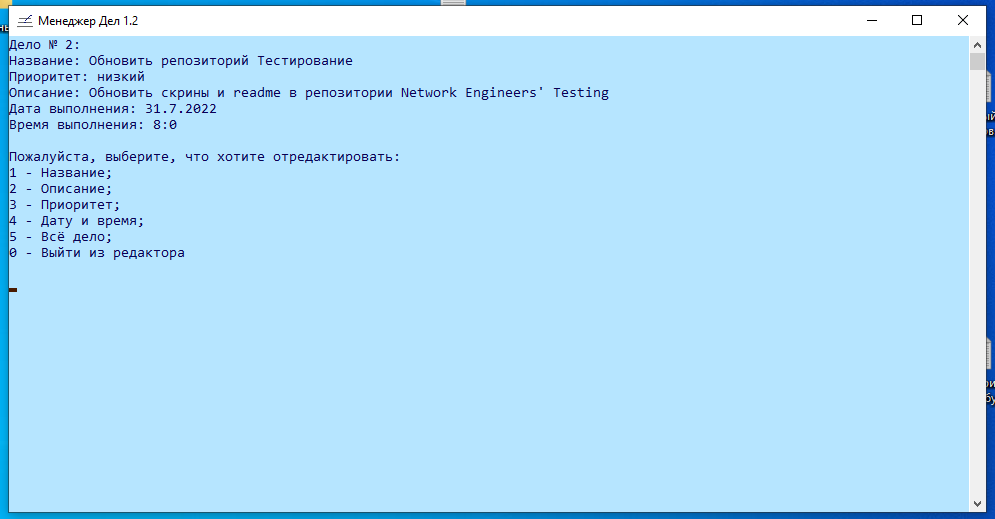 Менеджер Дел 1.2
Дело № 2:
Название: Обновить репозиторий Тестирование
Приоритет: низкий
Описание: Обновить скрины и readme в репозитории Network Engineers' Testing
Дата выполнения: 31.7.2022
Время выполнения: 8:0
Пожалуйста, выберите, что хотите отредактировать:
1 - Название;
2 - Описание;
3 - Приоритет;
4 - Дату и время;
5 - Всё дело;
0 - Выйти из редактора